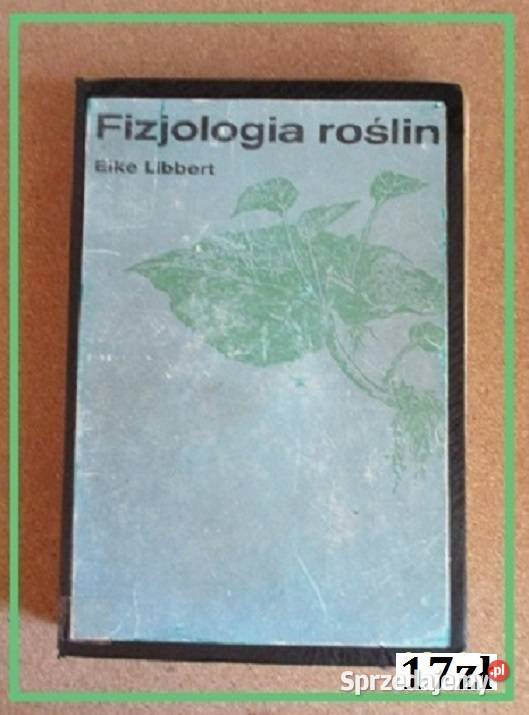 Fizjologia roślin
Eike Libbert
17zł
Sprzedajemy.pl